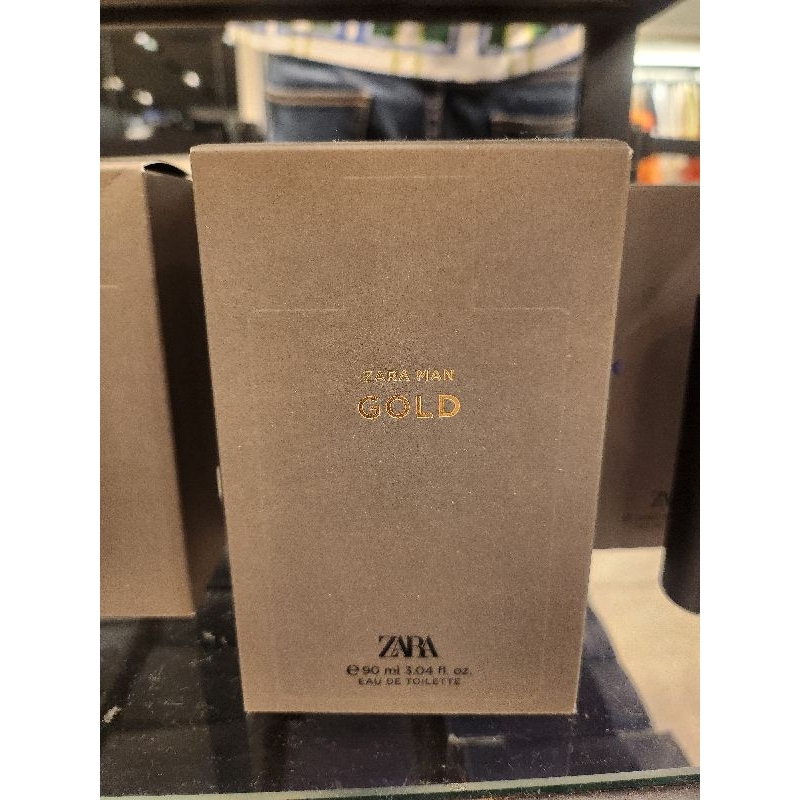 ZARA MAN
GOLD
ZARA
℮ 90 ml 3.04 fl. oz.
EAU DE TOILETTE